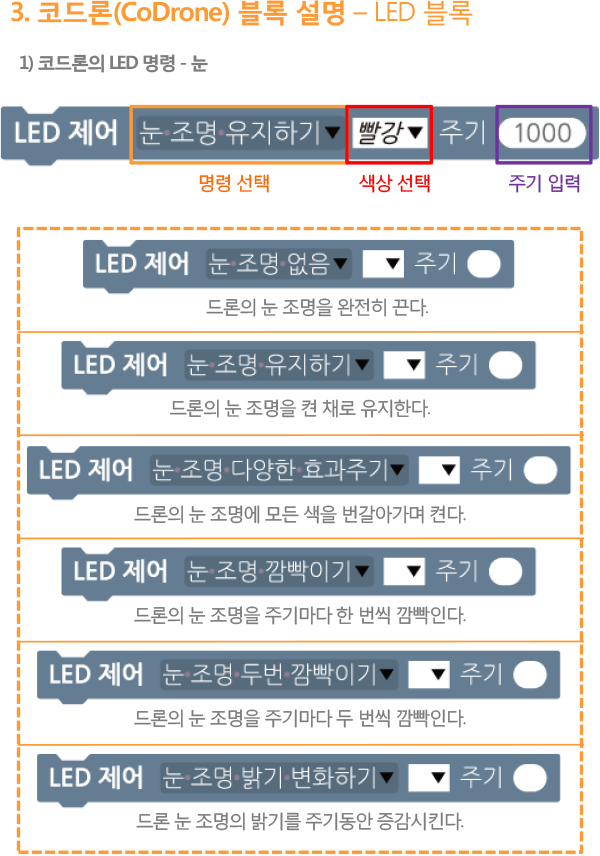 3. 코드론(CoDrone) 블록 설명 – LED 블록
1) 코드론의 LED 명령 - 눈
LED 제어 눈·조명·유지하기▼ 빨강▼ 주기 1000
명령 선택 색상 선택 주기 입력
LED 제어 눈·조명·없음▼ ▼ 주기
드론의 눈 조명을 완전히 끈다.
LED 제어 눈·조명·유지하기▼ ▼ 주기
드론의 눈 조명을 켠 채로 유지한다.
LED 제어 눈·조명·다양한·효과주기▼ ▼ 주기
드론의 눈 조명에 모든 색을 번갈아가며 켠다.
LED 제어 눈·조명·깜빡이기▼ ▼ 주기
드론의 눈 조명을 주기마다 한 번씩 깜빡인다.
LED 제어 눈·조명·두번·깜빡이기▼ ▼ 주기
드론의 눈 조명을 주기마다 두 번씩 깜빡인다.
LED 제어 눈·조명·밝기·변화하기▼ ▼ 주기
드론 눈 조명의 밝기를 주기동안 증감시킨다.